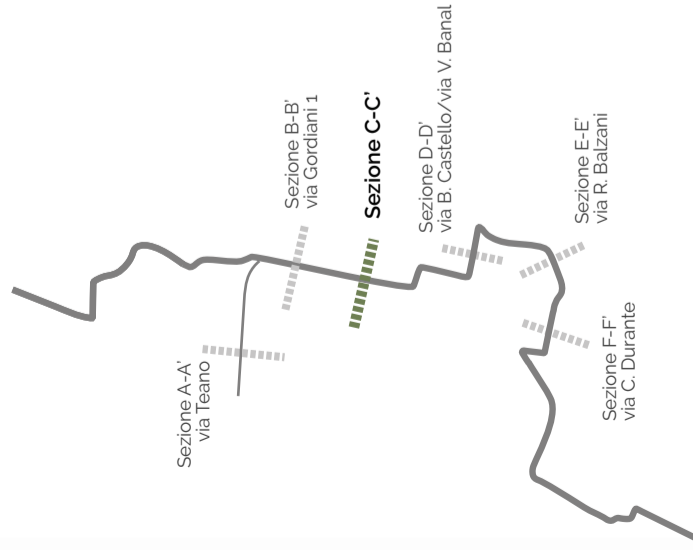 Sezione A-A'
via Teano
Sezione B-B'
via Gordiani 1
Sezione C-C'
Sezione D-D'
via B. Castello/via V. Banal
Sezione E-E'
via R. Balzani
Sezione F-F'
via C. Durante